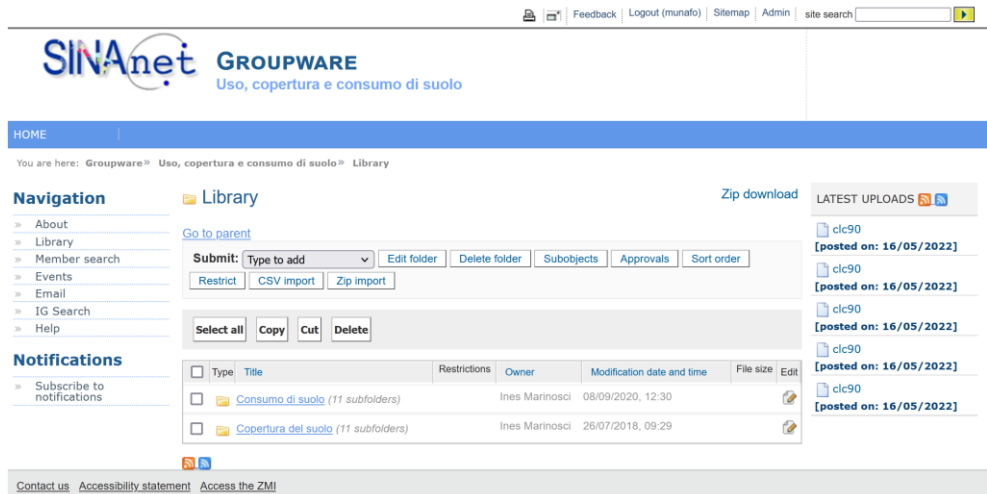 Feedback Logout (munafo) Sitemap Admin site search
SINAnet GROUPWARE
Uso, copertura e consumo di suolo
HOME
You are here: Groupware» Uso, copertura e consumo di suolo» Library
Navigation
» About
» Library
» Member search
» Events
» Email
» IG Search
» Help
Notifications
» Subscribe to
notifications
Library
Zip download
Go to parent
Submit: Type to add Edit folder Delete folder Subobjects Approvals Sort order
Restrict CSV import Zip import
Select all Copy Cut Delete
Type Title Restrictions Owner Modification date and time File size Edit
Consumo di suolo (11 subfolders) Ines Marinosci 08/09/2020, 12:30
Copertura del suolo (11 subfolders) Ines Marinosci 26/07/2018, 09:29
LATEST UPLOADS
clc90
[posted on: 16/05/2022]
clc90
[posted on: 16/05/2022]
clc90
[posted on: 16/05/2022]
clc90
[posted on: 16/05/2022]
clc90
[posted on: 16/05/2022]
Contact us Accessibility statement Access the ZMI